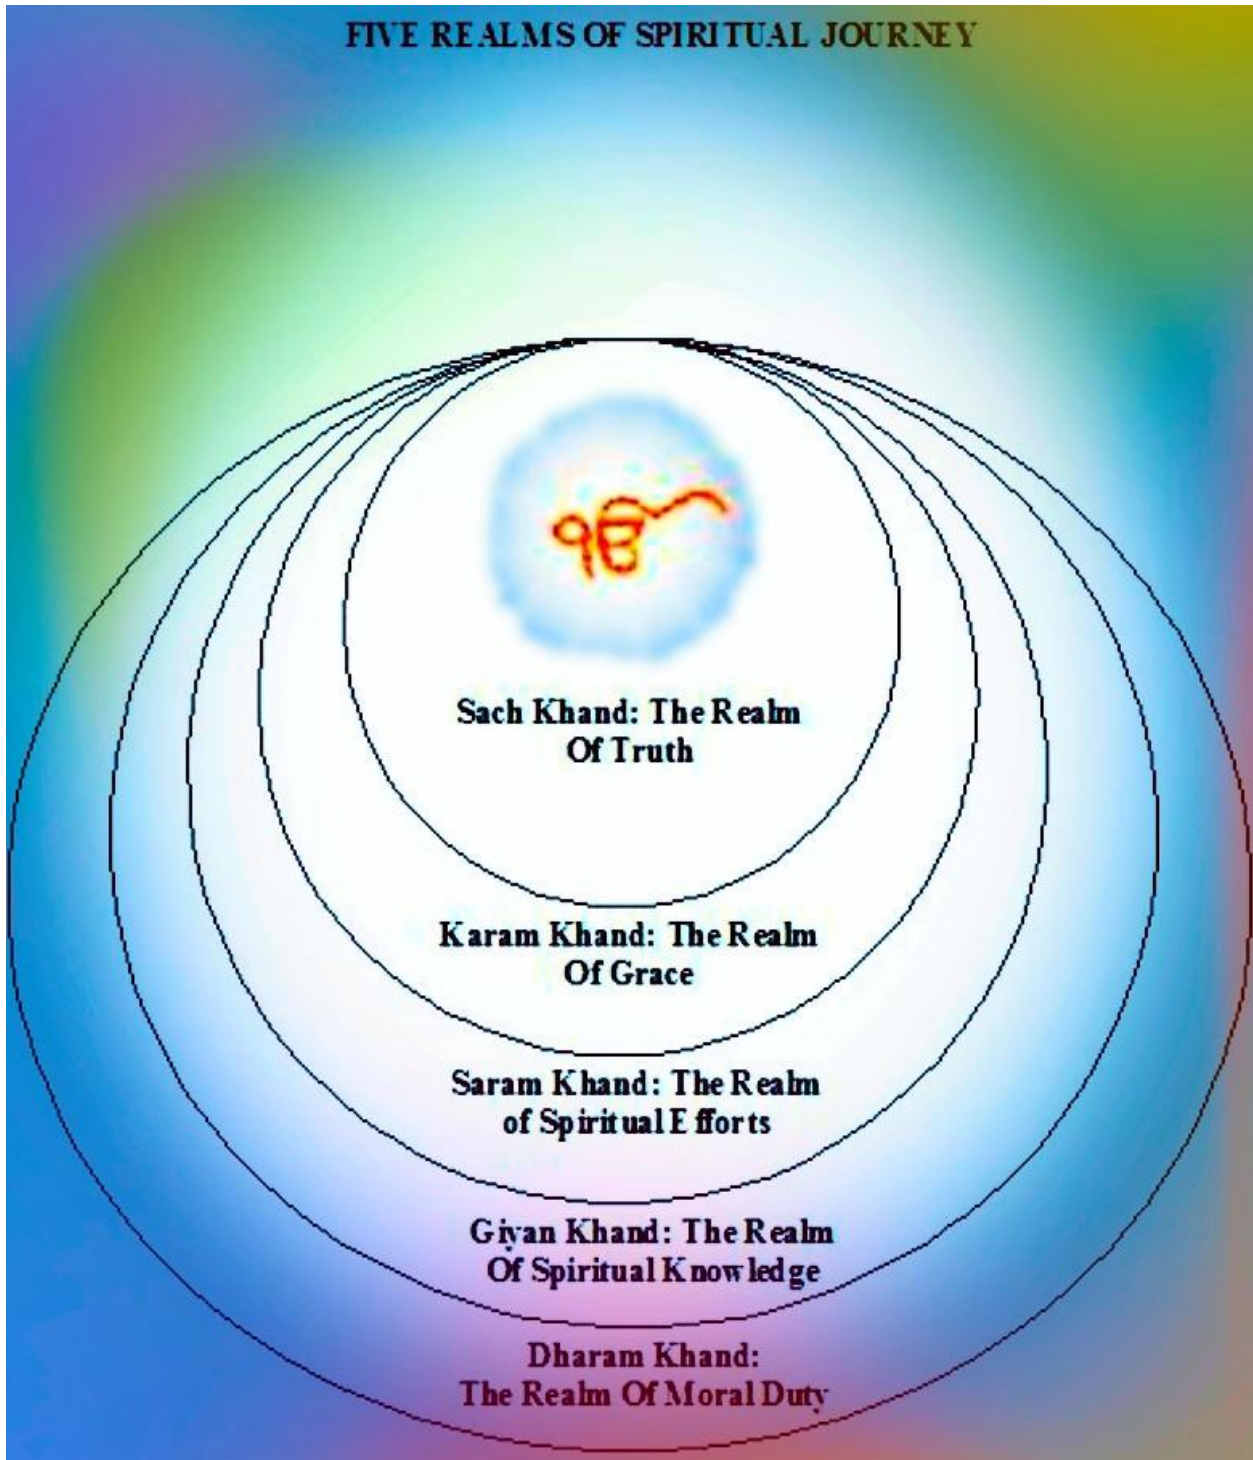 FIVE REALMS OF SPIRITUAL JOURNEY
ੴ
Sach Khand: The Realm
Of Truth
Karam Khand: The Realm
Of Grace
Saram Khand: The Realm
of Spiritual Efforts
Giyan Khand: The Realm
Of Spiritual Knowledge
Dharam Khand:
The Realm Of Moral Duty